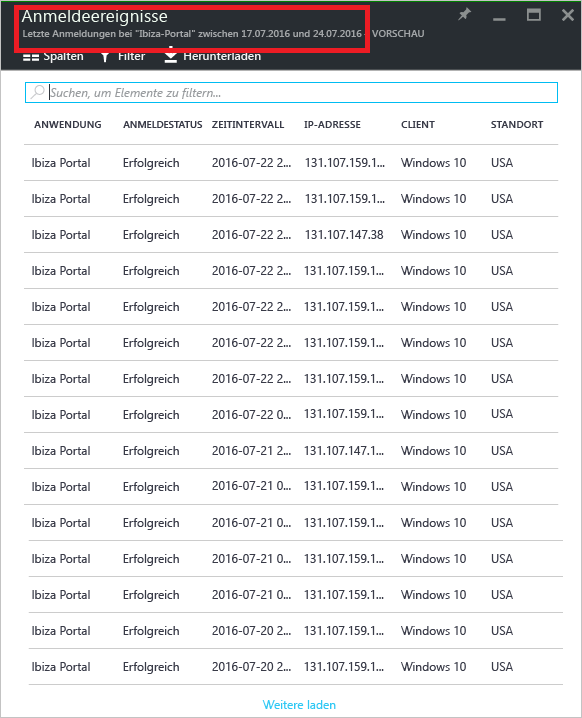 Anmeldeereignisse
Letzte Anmeldungen bei "Ibiza-Portal" zwischen 17.07.2016 und 24.07.2016 - VORSCHAU
Spalten Filter Herunterladen
Suchen, um Elemente zu filtern...
ANWENDUNG ANMELDESTATUS ZEITINTERVALL IP-ADRESSE CLIENT STANDORT
Ibiza Portal Erfolgreich 2016-07-22 2... 131.107.159.1... Windows 10 USA
Ibiza Portal Erfolgreich 2016-07-22 2... 131.107.159.1... Windows 10 USA
Ibiza Portal Erfolgreich 2016-07-22 2... 131.107.147.38 Windows 10 USA
Ibiza Portal Erfolgreich 2016-07-22 2... 131.107.159.1... Windows 10 USA
Ibiza Portal Erfolgreich 2016-07-22 2... 131.107.159.1... Windows 10 USA
Ibiza Portal Erfolgreich 2016-07-22 2... 131.107.159.1... Windows 10 USA
Ibiza Portal Erfolgreich 2016-07-22 2... 131.107.159.1... Windows 10 USA
Ibiza Portal Erfolgreich 2016-07-22 0... 131.107.159.1... Windows 10 USA
Ibiza Portal Erfolgreich 2016-07-21 2... 131.107.147.1... Windows 10 USA
Ibiza Portal Erfolgreich 2016-07-21 0... 131.107.159.1... Windows 10 USA
Ibiza Portal Erfolgreich 2016-07-21 0... 131.107.159.1... Windows 10 USA
Ibiza Portal Erfolgreich 2016-07-21 0... 131.107.159.1... Windows 10 USA
Ibiza Portal Erfolgreich 2016-07-21 0... 131.107.159.1... Windows 10 USA
Ibiza Portal Erfolgreich 2016-07-20 2... 131.107.159.1... Windows 10 USA
Ibiza Portal Erfolgreich 2016-07-20 2... 131.107.159.1... Windows 10 USA
Weitere laden